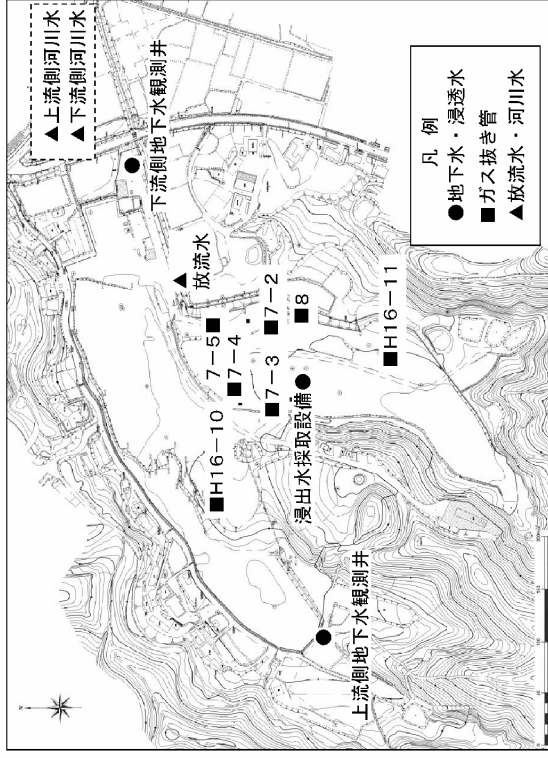 ▲上流側河川水
▲下流側河川水
下流側地下水観測井
放流水
7-5
7-4
7-2
7-3
8
H16-10
H16-11
浸出水採取設備
上流側地下水観測井
凡 例
●地下水・浸透水
■ガス抜き管
▲放流水・河川水